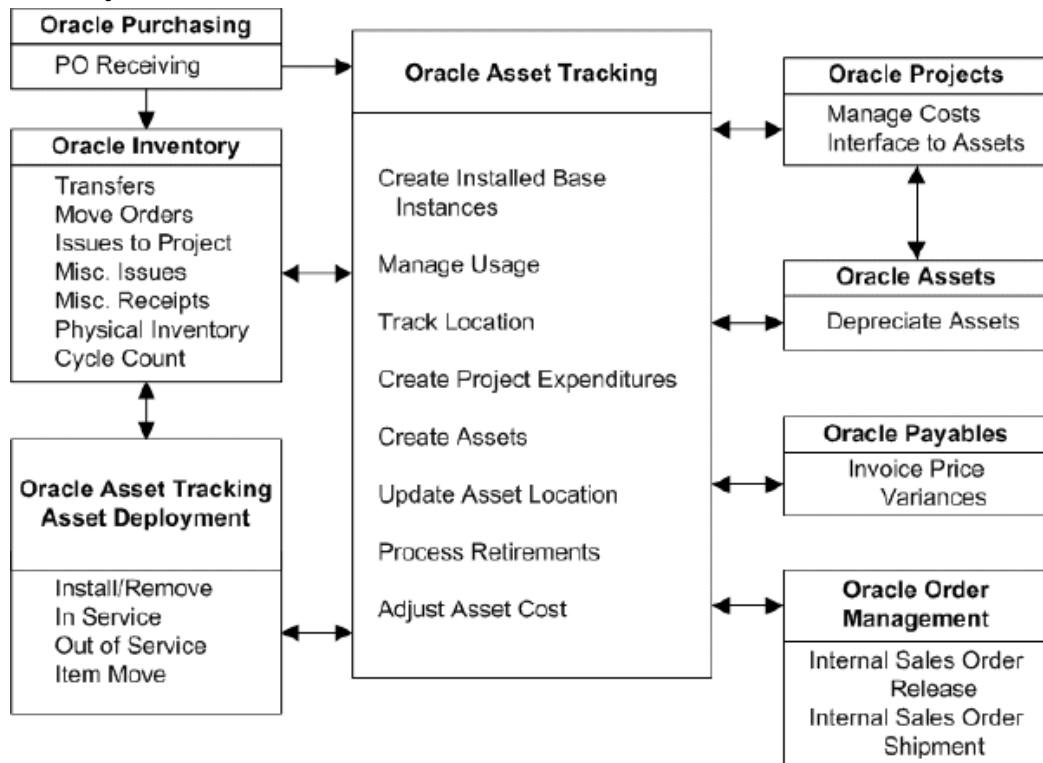 Oracle Purchasing
PO Receiving
Oracle Inventory
Transfers
Move Orders
Issues to Project
Misc. Issues
Misc. Receipts
Physical Inventory
Cycle Count
Oracle Asset Tracking
Asset Deployment
Install/Remove
In Service
Out of Service
Item Move
Oracle Asset Tracking
Create Installed Base
Instances
Manage Usage
Track Location
Create Project Expenditures
Create Assets
Update Asset Location
Process Retirements
Adjust Asset Cost
Oracle Projects
Manage Costs
Interface to Assets
Oracle Assets
Depreciate Assets
Oracle Payables
Invoice Price
Variances
Oracle Order
Management
Internal Sales Order
Release
Internal Sales Order
Shipment